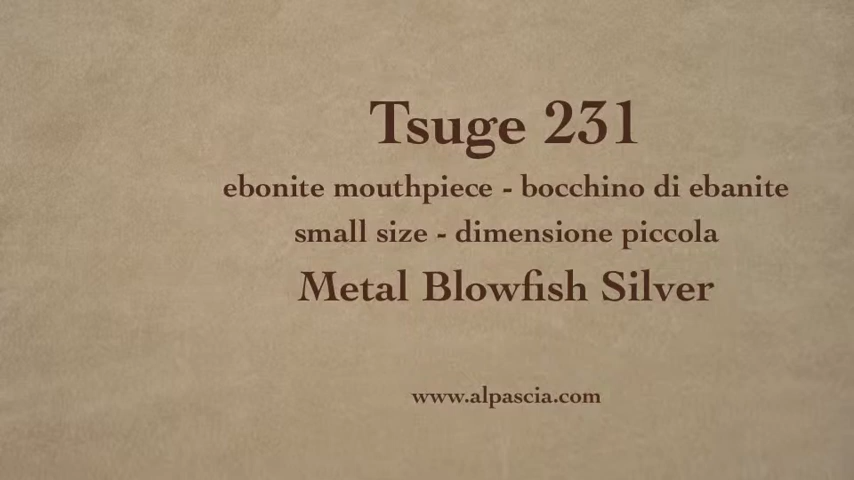 Tsuge 231
ebonite mouthpiece - bocchino di ebanite
small size - dimensione piccola
Metal Blowfish Silver
www.alpascia.com